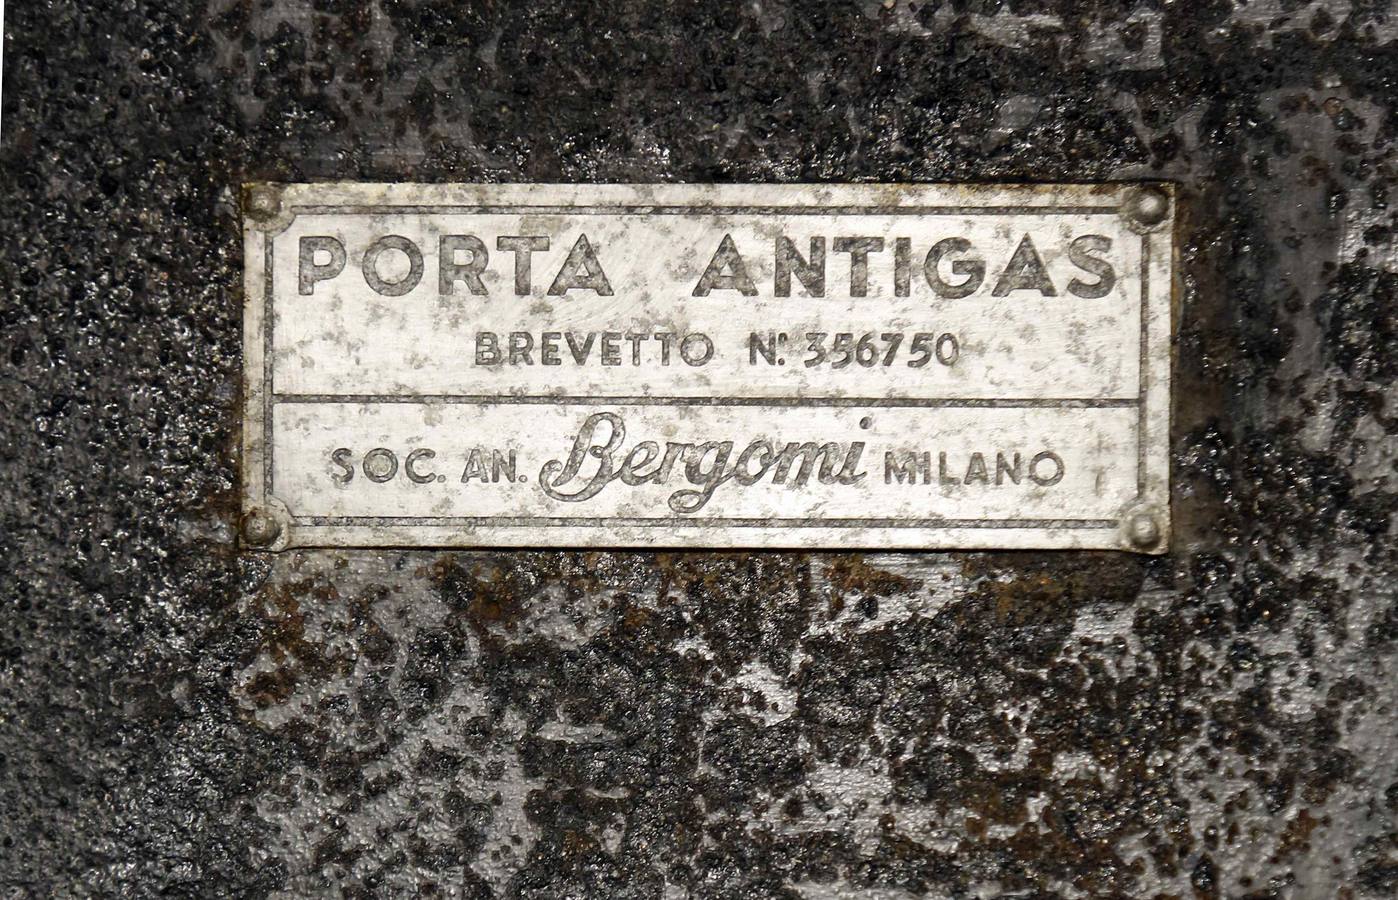 PORTA ANTIGAS
BREVETTO N.° 356750
SOC. AN. Bergomi MILANO